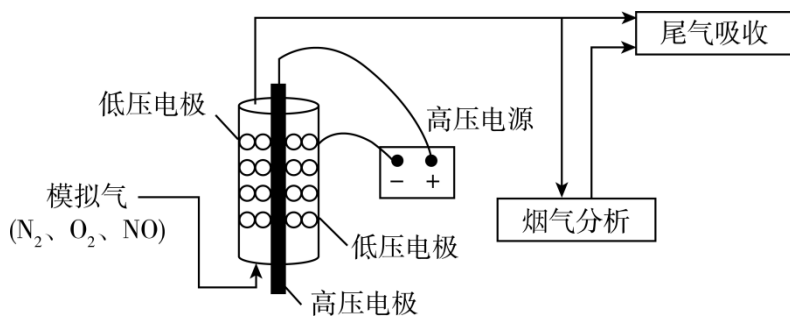 尾气吸收
低压电极
高压电源
− +
模拟气
(N₂、O₂、NO)
烟气分析
低压电极
高压电极